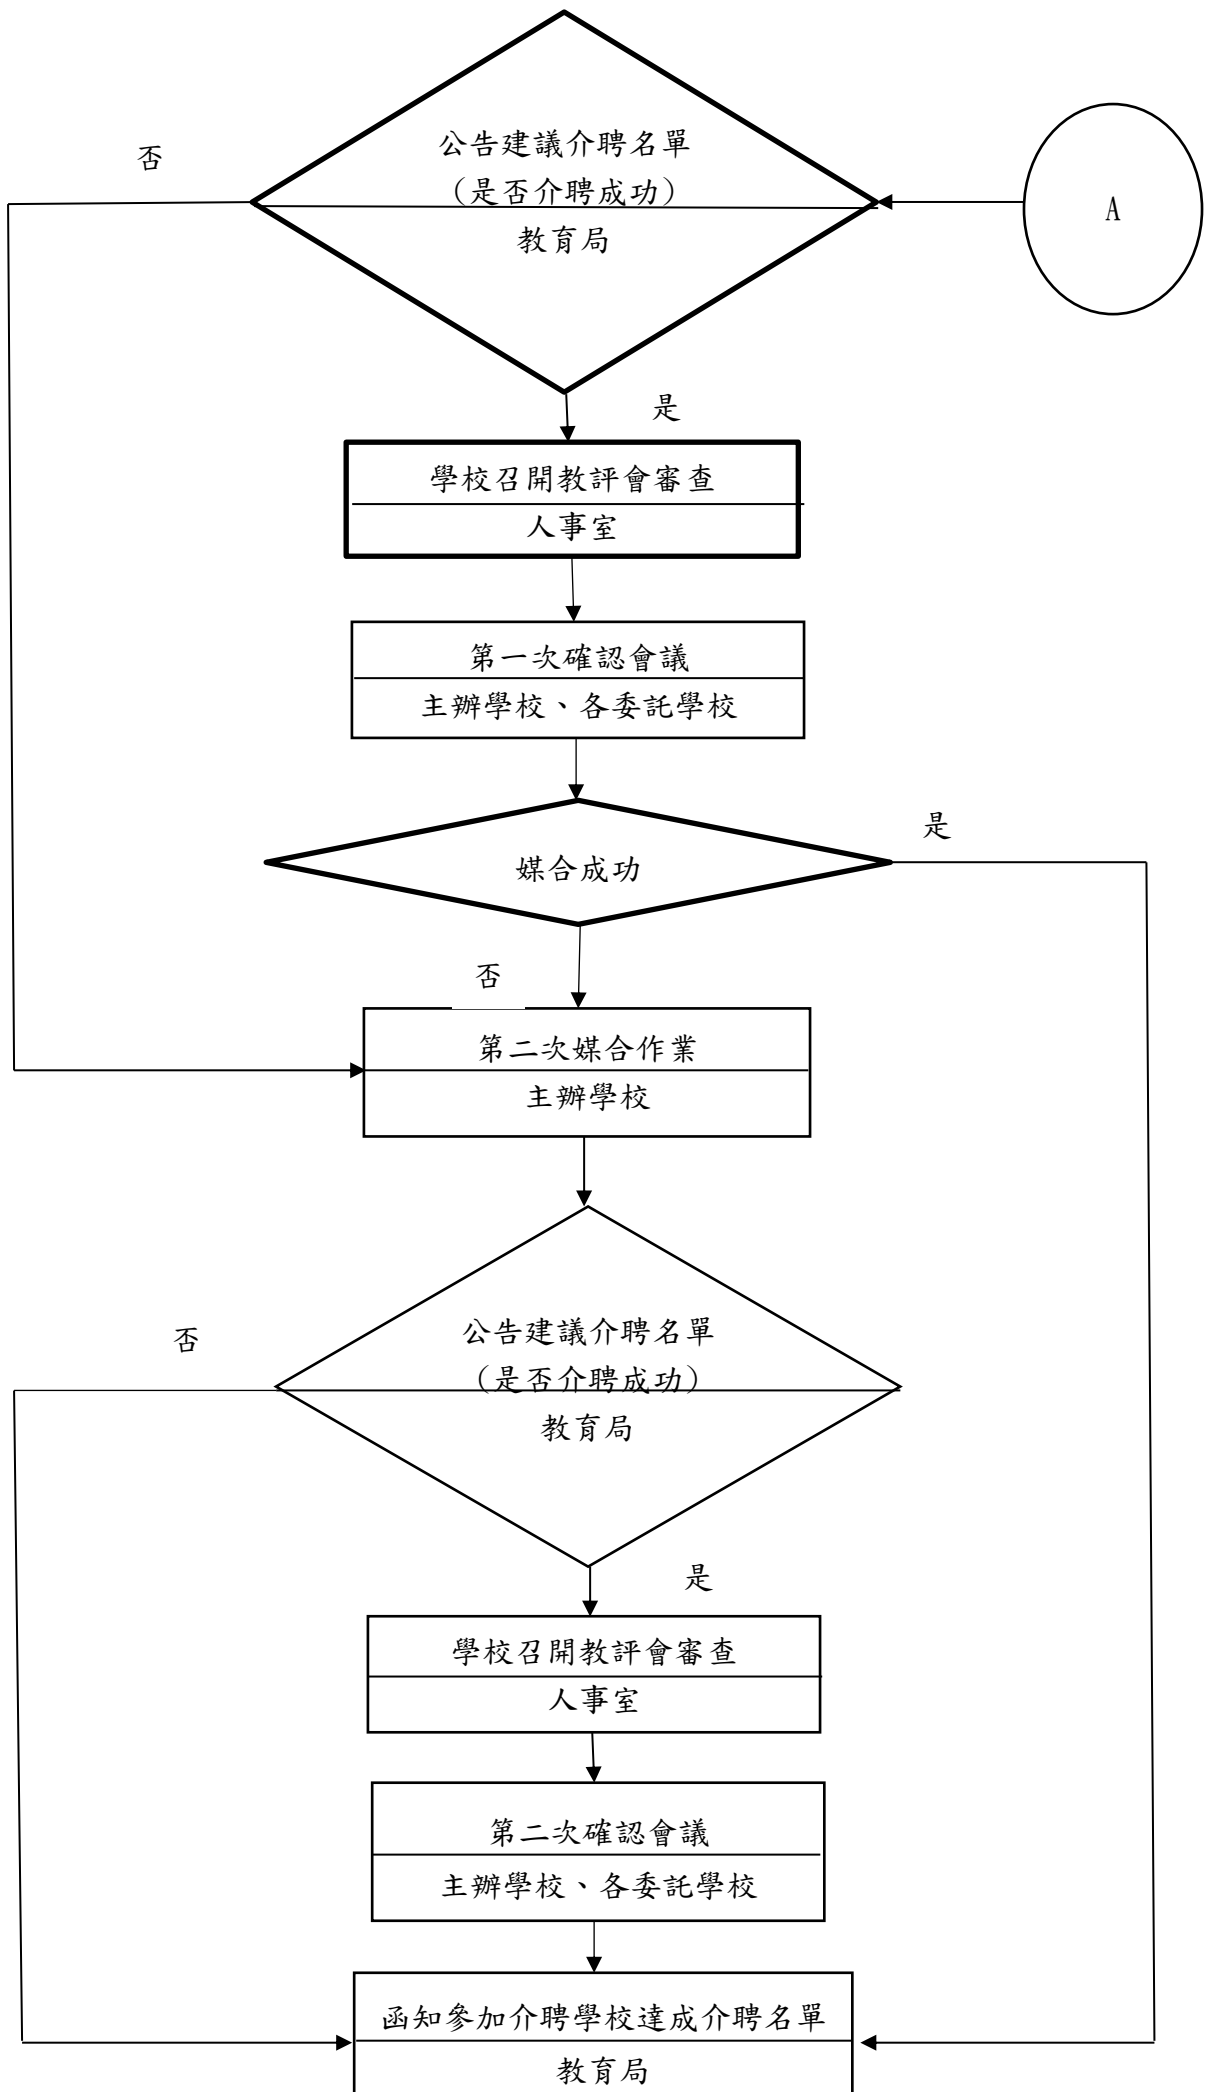 否
公告建議介聘名單
(是否介聘成功)
教育局
A
是
學校召開教評會審查
人事室
第一次確認會議
主辦學校、各委託學校
是
媒合成功
否
第二次媒合作業
主辦學校
否
公告建議介聘名單
(是否介聘成功)
教育局
是
學校召開教評會審查
人事室
第二次確認會議
主辦學校、各委託學校
函知參加介聘學校達成介聘名單
教育局